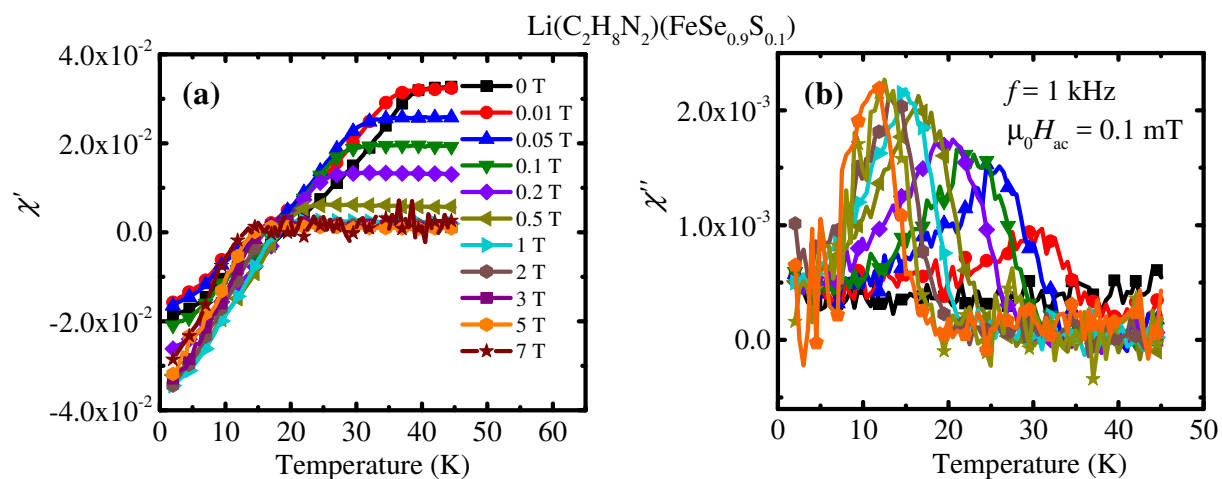 Li(C2H8N2)(FeSe0.9S0.1)
(a)
4.0x10-2
2.0x10-2
0.0
-2.0x10-2
-4.0x10-2
χ'
0 10 20 30 40 50 60
Temperature (K)
0 T
0.01 T
0.05 T
0.1 T
0.2 T
0.5 T
1 T
2 T
3 T
5 T
7 T
(b)
f = 1 kHz
μ0Hac = 0.1 mT
2.0x10-3
1.0x10-3
0.0
χ''
0 10 20 30 40 50
Temperature (K)